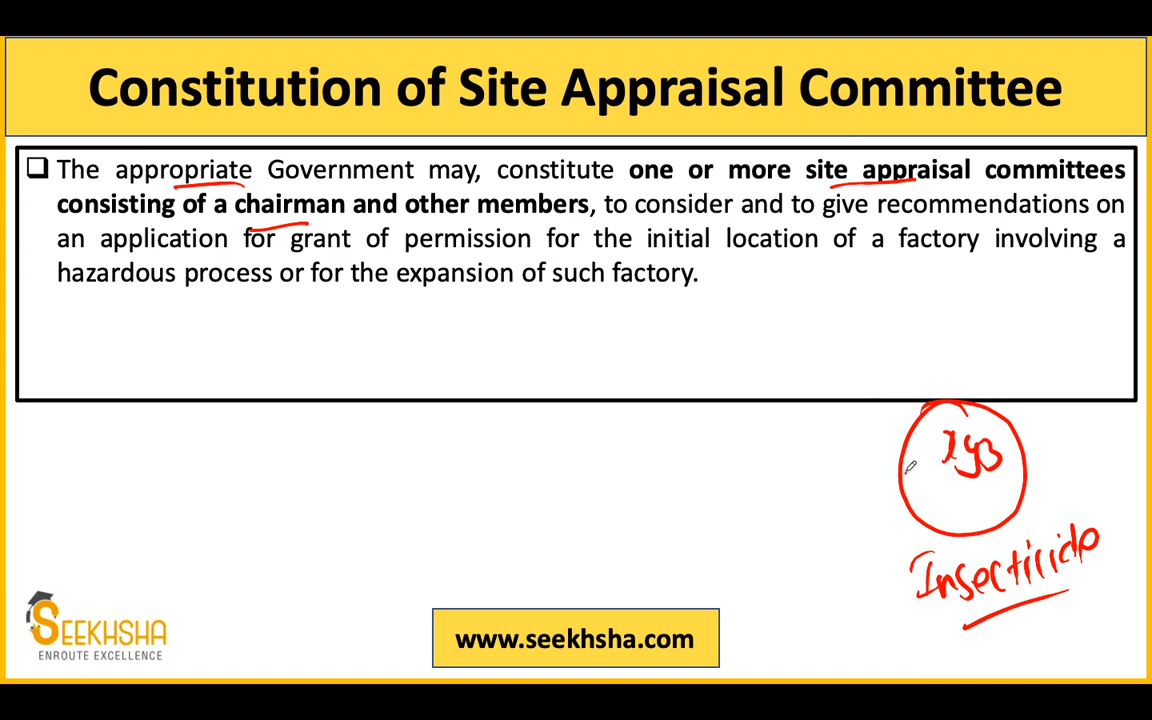 Constitution of Site Appraisal Committee
The appropriate Government may, constitute one or more site appraisal committees
consisting of a chairman and other members, to consider and to give recommendations on
an application for grant of permission for the initial location of a factory involving a
hazardous process or for the expansion of such factory.
xyz
Insecticide
SEEKHSHA
ENROUTE EXCELLENCE
www.seekhsha.com